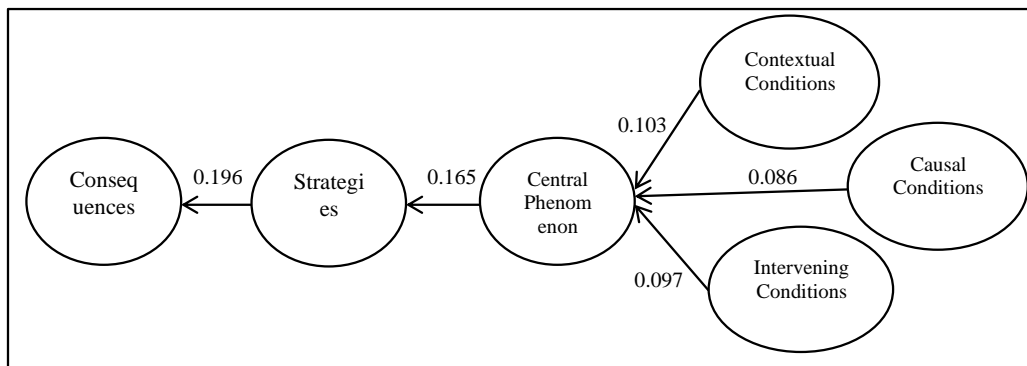 Conseq
uences
0.196
Strategi
es
0.165
Central
Phenom
enon
Contextual
Conditions
0.103
Causal
Conditions
0.086
Intervening
Conditions
0.097